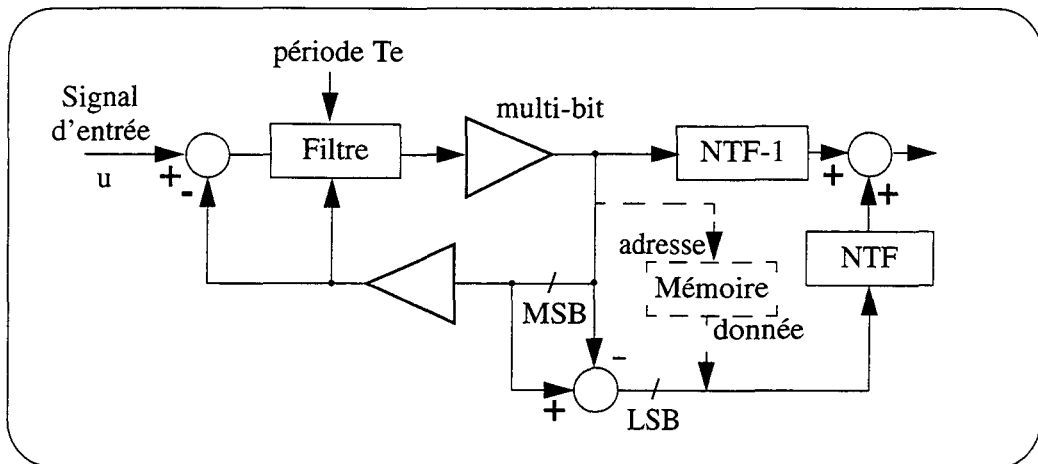 période Te
Signal
d'entrée
multi-bit
Filtre
NTF-1
+
-
u
+
+
adresse
NTF
Mémoire
MSB
donnée
-
+
LSB